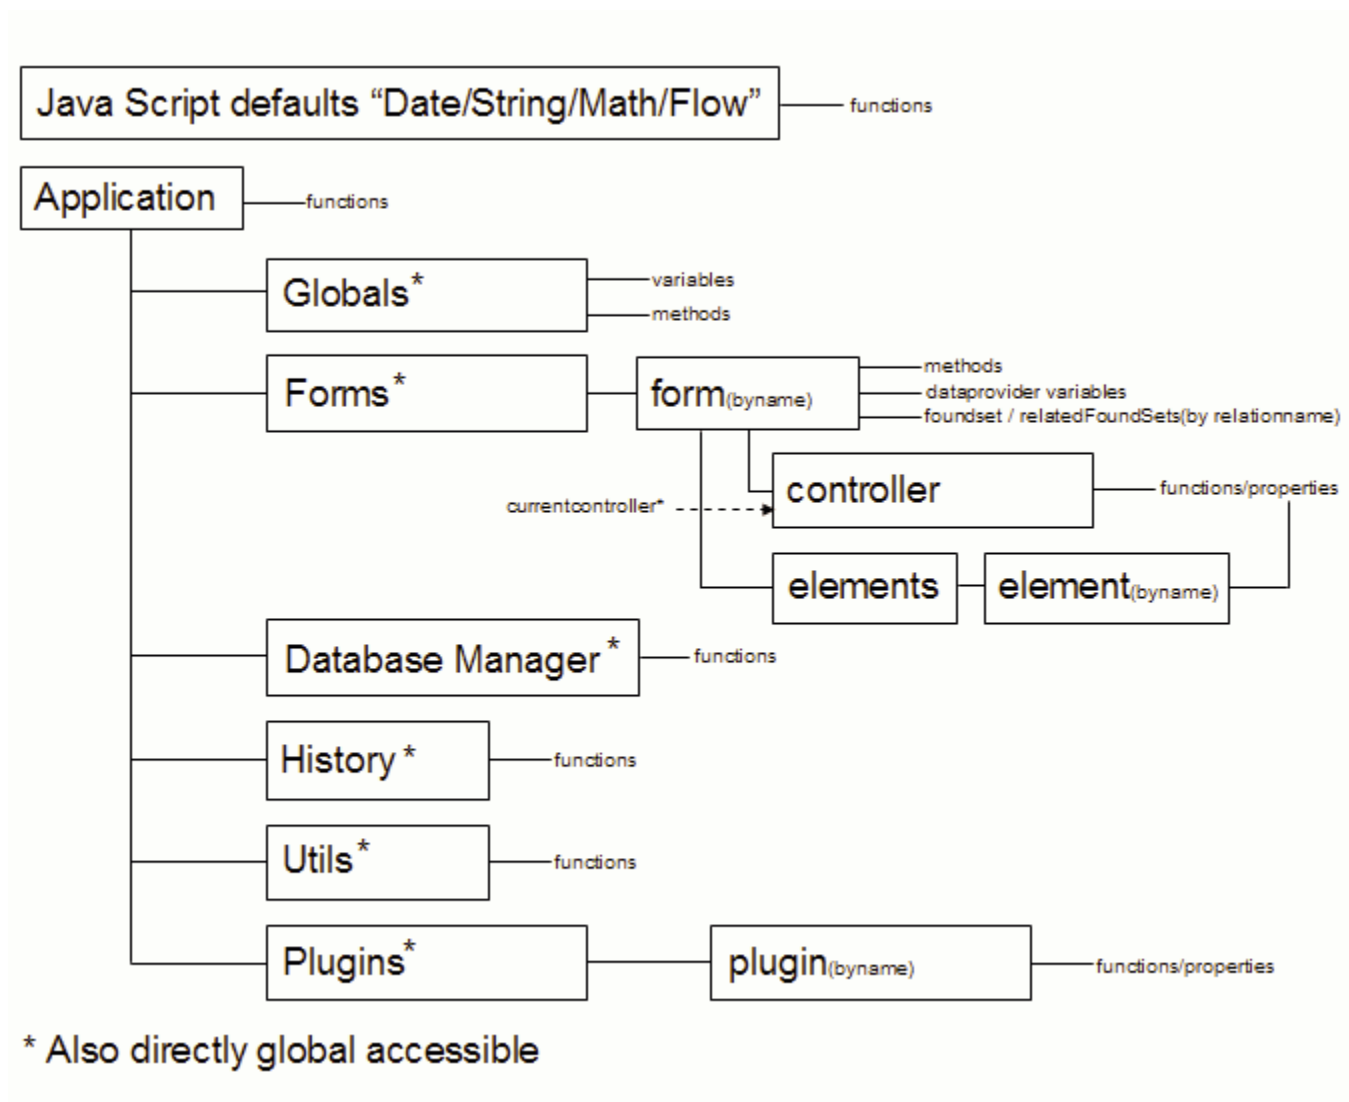 Java Script defaults “Date/String/Math/Flow” functions
Application functions
Globals* variables
methods
Forms* form(byname) methods
dataprovider variables
foundset / relatedFoundSets(by relationname)
controller functions/properties
currentcontroller*
elements element(byname)
Database Manager* functions
History* functions
Utils* functions
Plugins* plugin(byname) functions/properties
* Also directly global accessible